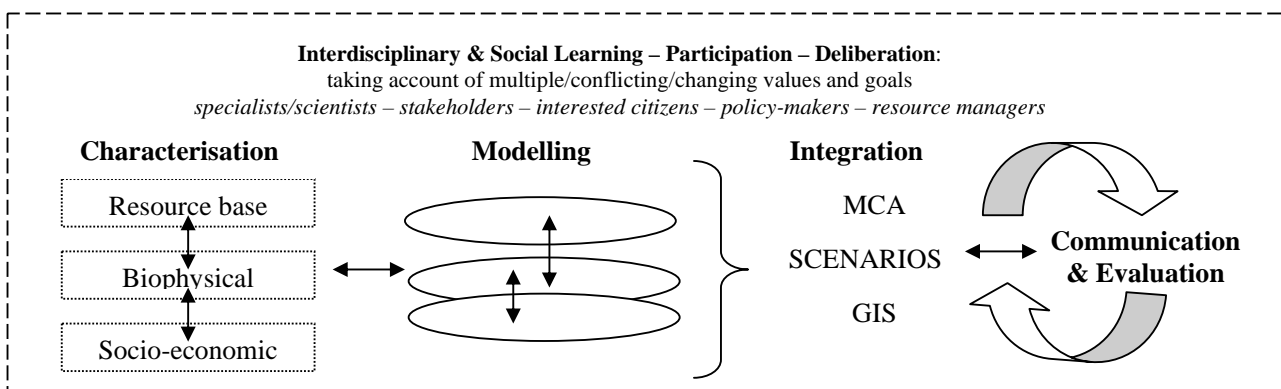 Interdisciplinary & Social Learning – Participation – Deliberation:
taking account of multiple/conflicting/changing values and goals
specialists/scientists – stakeholders – interested citizens – policy-makers – resource managers
Characterisation
Resource base
Biophysical
Socio-economic
Modelling
Integration
MCA
SCENARIOS
GIS
Communication
& Evaluation